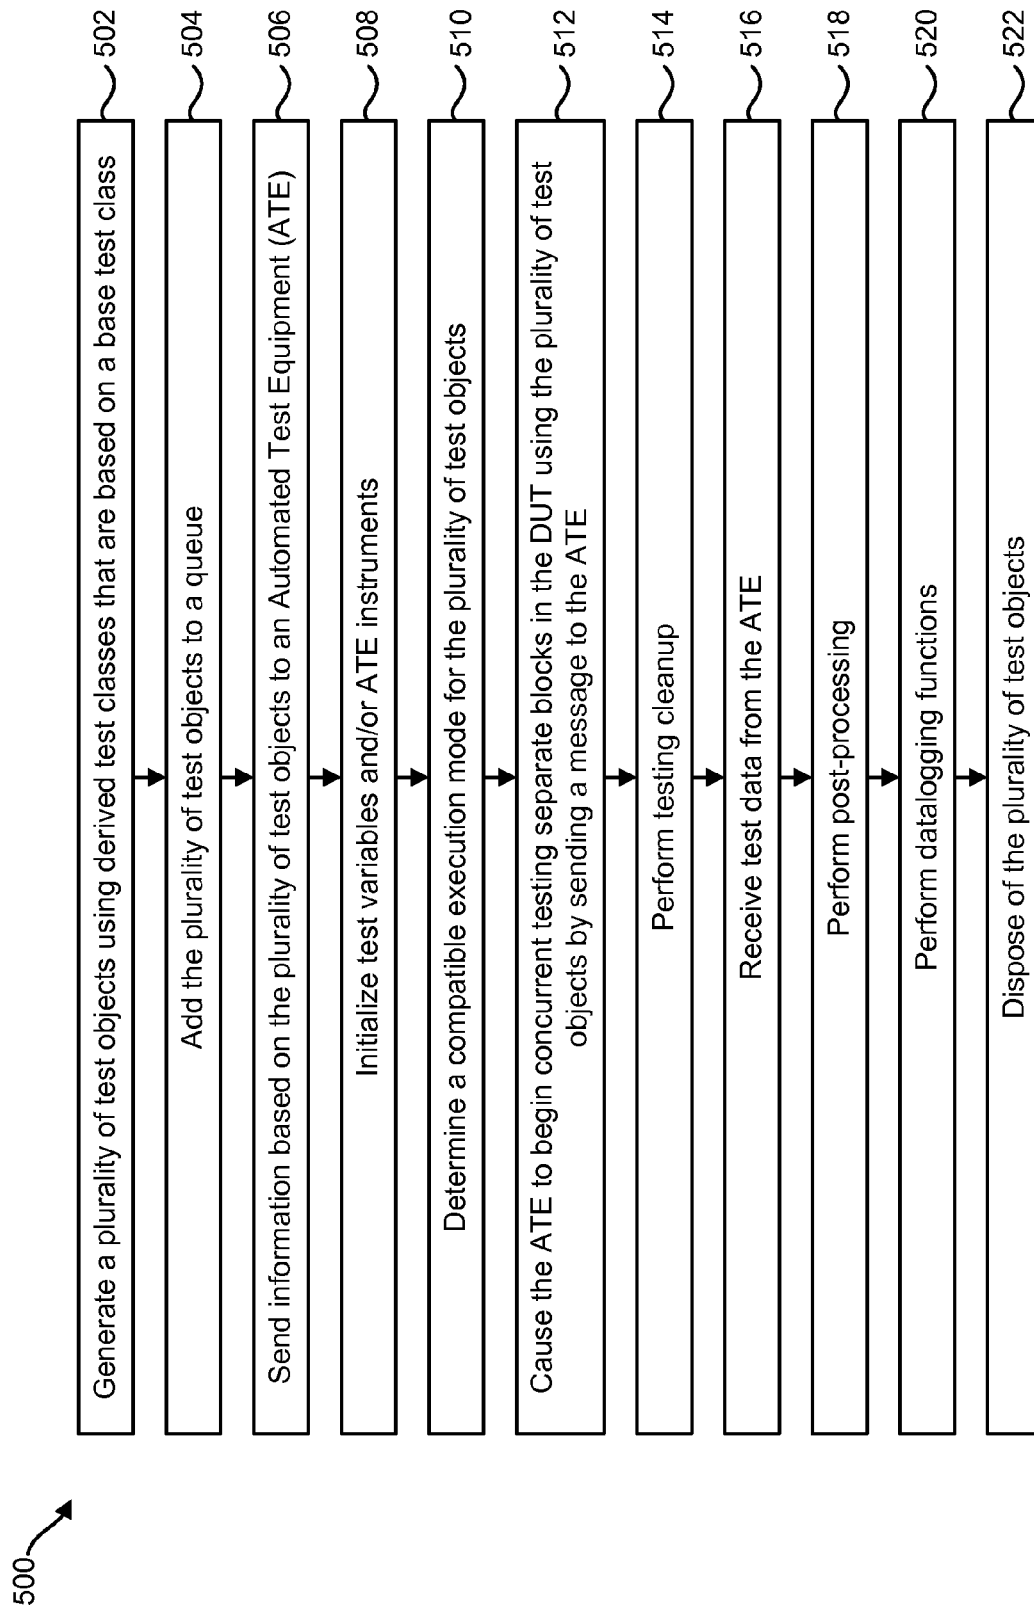 500
Generate a plurality of test objects using derived test classes that are based on a base test class
502
Add the plurality of test objects to a queue
504
Send information based on the plurality of test objects to an Automated Test Equipment (ATE)
506
Initialize test variables and/or ATE instruments
508
Determine a compatible execution mode for the plurality of test objects
510
Cause the ATE to begin concurrent testing separate blocks in the DUT using the plurality of test
objects by sending a message to the ATE
512
Perform testing cleanup
514
Receive test data from the ATE
516
Perform post-processing
518
Perform datalogging functions
520
Dispose of the plurality of test objects
522